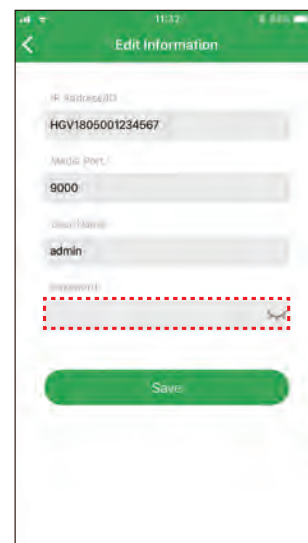 11:32
Edit Information
IP Address/ID
HGV1805001234567
Media Port
9000
User Name
admin
Password
Save